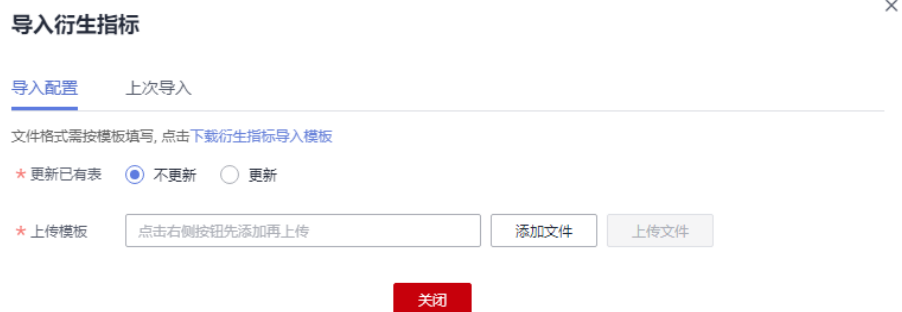 导入衍生指标
导入配置 上次导入
文件格式需按模板填写, 点击下载衍生指标导入模板
* 更新已有表 不更新 更新
* 上传模板 点击右侧按钮先添加再上传 添加文件 上传文件
关闭